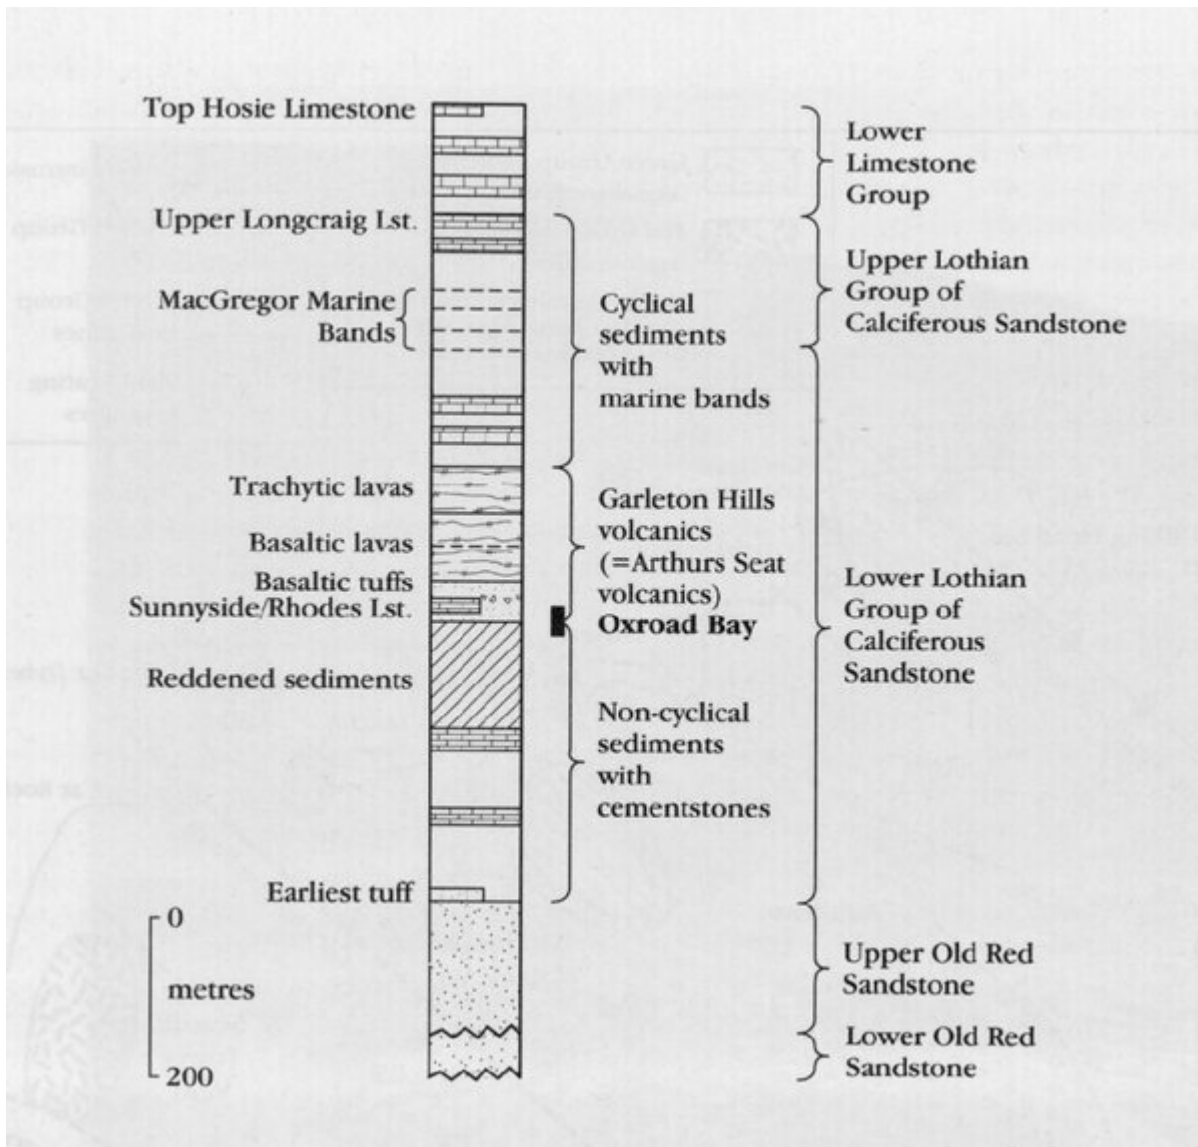 Top Hosie Limestone
Upper Longcraig Lst.
MacGregor Marine
Bands
Trachytic lavas
Basaltic lavas
Basaltic tuffs
Sunnyside/Rhodes Lst.
Reddened sediments
Earliest tuff
0
metres
200
Cyclical
sediments
with
marine bands
Garleton Hills
volcanics
(=Arthurs Seat
volcanics)
Oxroad Bay
Non-cyclical
sediments
with
cementstones
Lower
Limestone
Group
Upper Lothian
Group of
Calciferous Sandstone
Lower Lothian
Group of
Calciferous
Sandstone
Upper Old Red
Sandstone
Lower Old Red
Sandstone